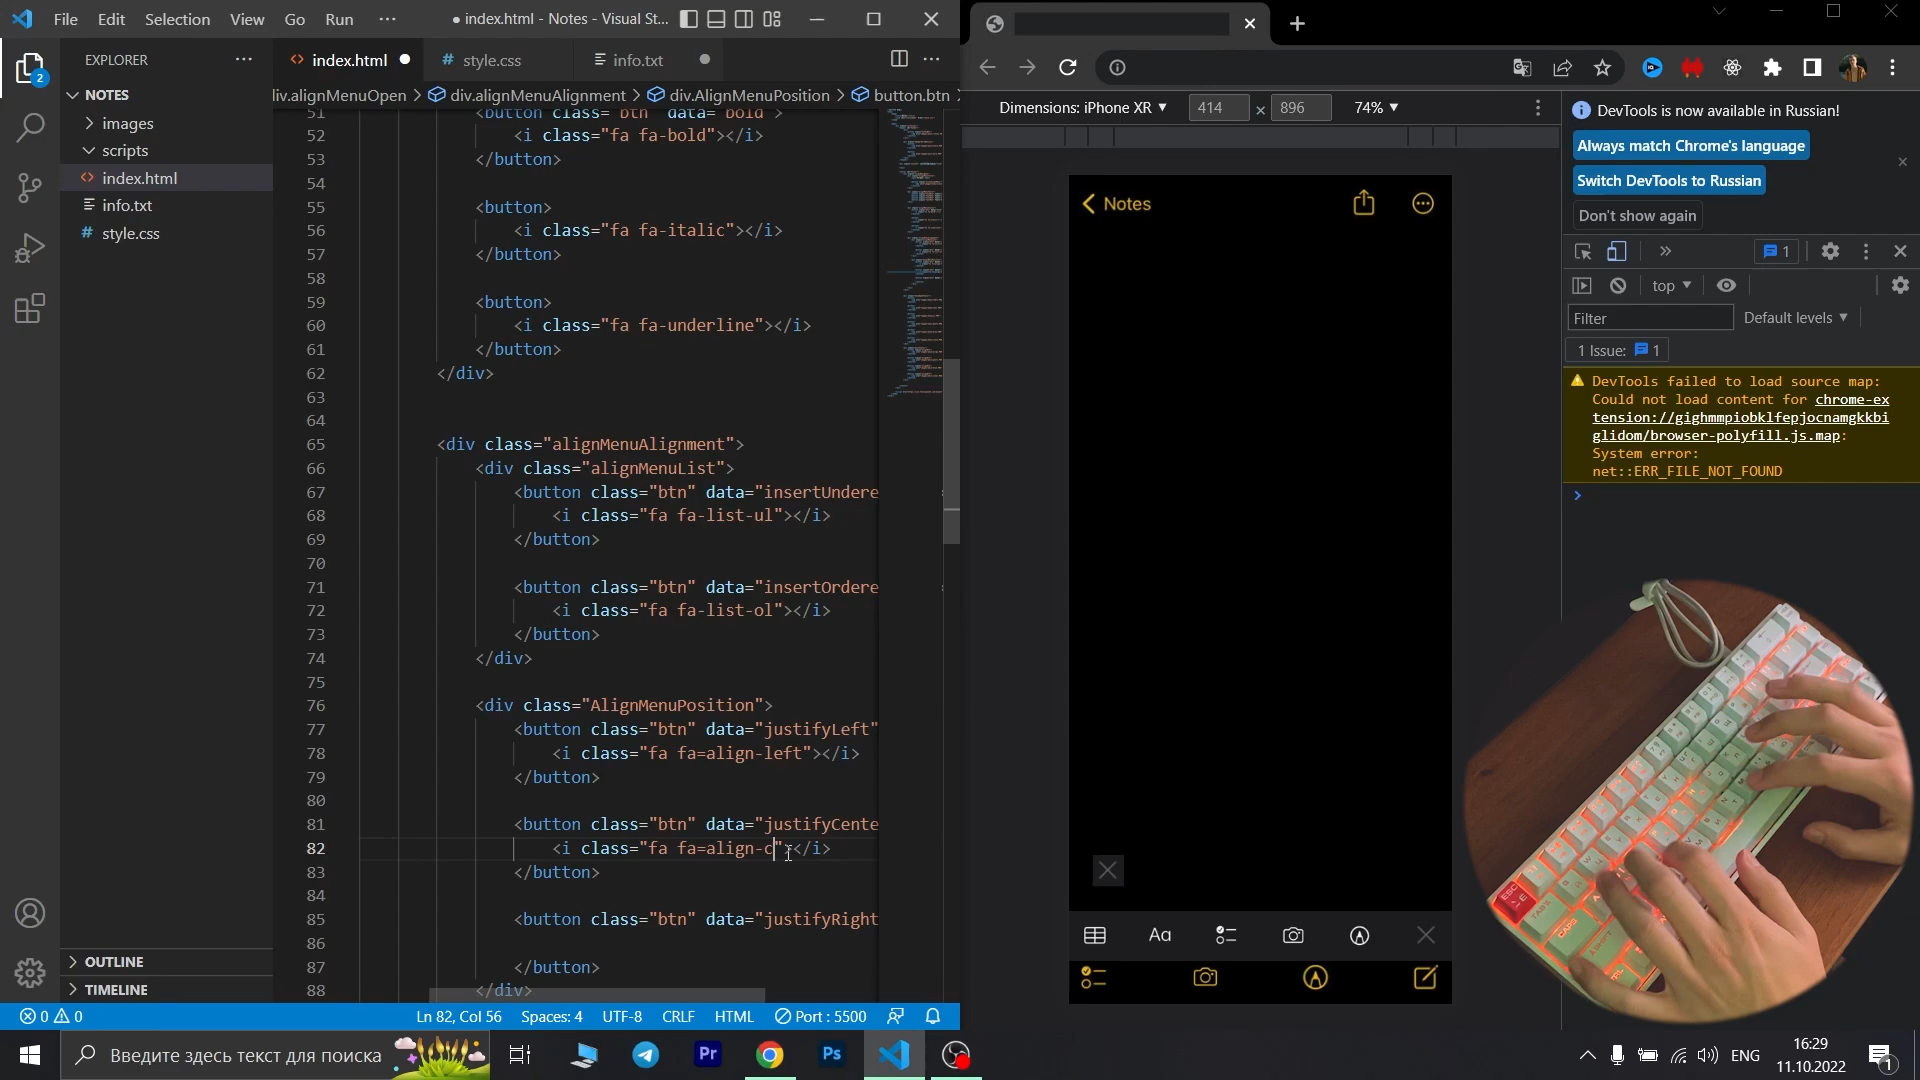 File Edit Selection View Go Run ··· ● index.html - Notes - Visual St...
EXPLORER ···
index.html
style.css
info.txt
NOTES
images
scripts
index.html
info.txt
style.css
OUTLINE
TIMELINE
div.alignMenuOpen > div.alignMenuAlignment > div.AlignMenuPosition > button.btn >
51 <button class="btn" data="bold">
52 <i class="fa fa-bold"></i>
53 </button>
54
55 <button>
56 <i class="fa fa-italic"></i>
57 </button>
58
59 <button>
60 <i class="fa fa-underline"></i>
61 </button>
62 </div>
63
64
65 <div class="alignMenuAlignment">
66 <div class="alignMenuList">
67 <button class="btn" data="insertUndere
68 <i class="fa fa-list-ul"></i>
69 </button>
70
71 <button class="btn" data="insertOrdere
72 <i class="fa fa-list-ol"></i>
73 </button>
74 </div>
75
76 <div class="AlignMenuPosition">
77 <button class="btn" data="justifyLeft"
78 <i class="fa fa=align-left"></i>
79 </button>
80
81 <button class="btn" data="justifyCente
82 <i class="fa fa=align-c"></i>
83 </button>
84
85 <button class="btn" data="justifyRight
86
87 </button>
88 </div>
0 0 Ln 82, Col 56 Spaces: 4 UTF-8 CRLF HTML Port : 5500
Dimensions: iPhone XR ▼ 414 × 896 74% ▼
Notes
Aa
DevTools is now available in Russian!
Always match Chrome's language
Switch DevTools to Russian
Don't show again
1
top ▼
Filter Default levels ▼
1 Issue: 1
DevTools failed to load source map:
Could not load content for chrome-ex
tension://gighmmpiobklfepjocnamgkkbi
glidom/browser-polyfill.js.map:
System error:
net::ERR_FILE_NOT_FOUND
ESC
TAB
CAPS
Введите здесь текст для поиска
Pr
Ps
ENG
16:29
11.10.2022
1
2